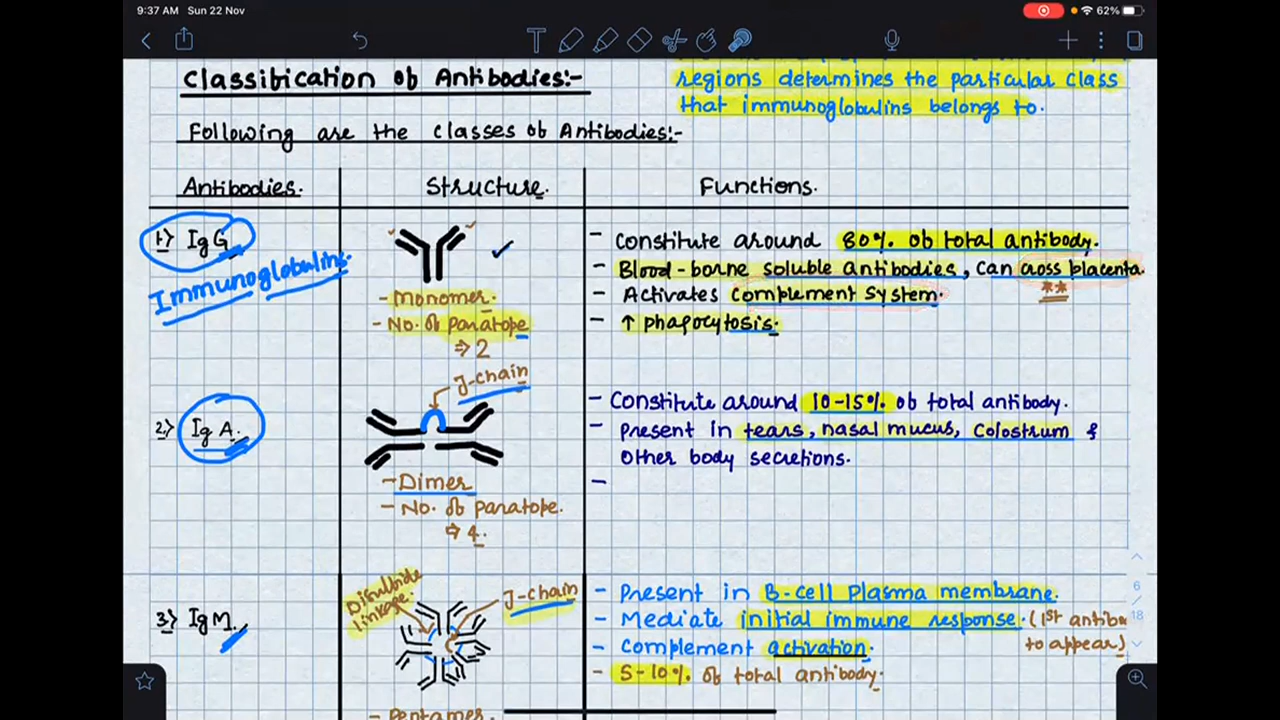 9:37 AM Sun 22 Nov
62%
Classification of Antibodies:-
regions determines the particular class
that immunoglobulins belongs to.
Following are the classes of Antibodies:-
Antibodies. Structure. Functions.
1.) IgG
Immunoglobulins.
- Monomer.
- No. of paratope
⇒ 2
- Constitute around 80% of total antibody.
- Blood-borne soluble antibodies, can cross placenta.
**
- Activates complement system.
- ↑ phagocytosis.
2.) IgA.
J-chain
- Dimer
- No. of paratope.
⇒ 4.
- Constitute around 10-15% of total antibody.
- Present in tears, nasal mucus, colostrum &
other body secretions.
-
3.) IgM.
Disulfide
linkage.
J-chain
- Pentamer.
- Present in B-cell plasma membrane.
- Mediate initial immune response. (1st antibo
to appear)
- Complement activation.
- 5-10% of total antibody.
6
18